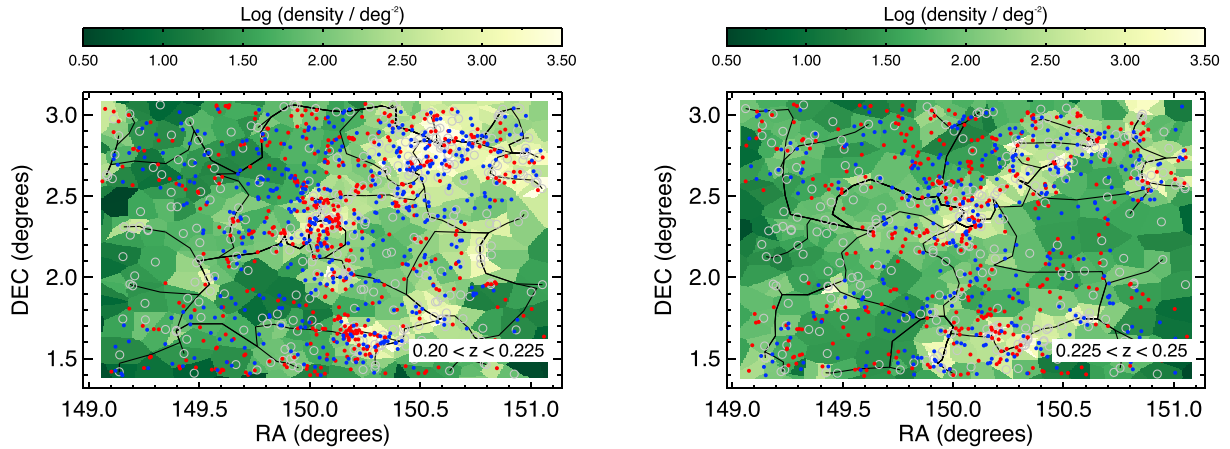 Log (density / deg⁻²)
0.50 1.00 1.50 2.00 2.50 3.00 3.50
3.0
2.5
2.0
1.5
DEC (degrees)
0.20 < z < 0.225
149.0 149.5 150.0 150.5 151.0
RA (degrees)
Log (density / deg⁻²)
0.50 1.00 1.50 2.00 2.50 3.00 3.50
3.0
2.5
2.0
1.5
DEC (degrees)
0.225 < z < 0.25
149.0 149.5 150.0 150.5 151.0
RA (degrees)